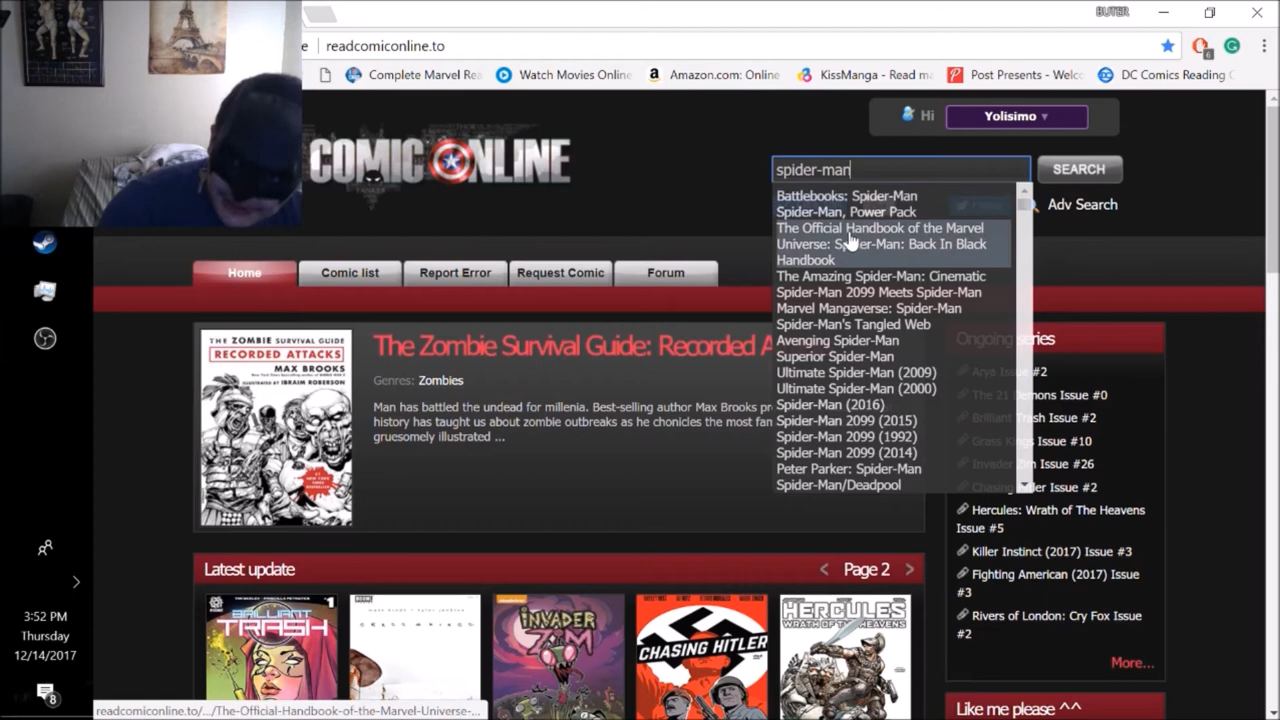 BUTER
e
readcomiconline.to
6
Complete Marvel Rea
Watch Movies Online
Amazon.com: Online
KissManga - Read m
Post Presents - Welco
DC Comics Reading
Hi
Yolisimo ▾
COMIC ONLINE
spider-man
SEARCH
Adv Search
Battlebooks: Spider-Man
Spider-Man, Power Pack
The Official Handbook of the Marvel
Universe: Spider-Man: Back In Black
Handbook
The Amazing Spider-Man: Cinematic
Spider-Man 2099 Meets Spider-Man
Marvel Mangaverse: Spider-Man
Spider-Man's Tangled Web
Avenging Spider-Man
Superior Spider-Man
Ultimate Spider-Man (2009)
Ultimate Spider-Man (2000)
Spider-Man (2016)
Spider-Man 2099 (2015)
Spider-Man 2099 (1992)
Spider-Man 2099 (2014)
Peter Parker: Spider-Man
Spider-Man/Deadpool
Home
Comic list
Report Error
Request Comic
Forum
THE ZOMBIE SURVIVAL GUIDE:
RECORDED ATTACKS
MAX BROOKS
ILLUSTRATED BY IBRAIM ROBERSON
The Zombie Survival Guide: Recorded A
Genres: Zombies
Man has battled the undead for millenia. Best-selling author Max Brooks pr
history has taught us about zombie outbreaks as he chonicles the most fam
gruesomely illustrated ...
Ongoing series
Arya Issue #2
The 21 Demons Issue #0
Brilliant Trash Issue #2
Grass Kings Issue #10
Invader Zim Issue #26
Issue #2
Hercules: Wrath of The Heavens
Issue #5
Killer Instinct (2017) Issue #3
Fighting American (2017) Issue
#3
Rivers of London: Cry Fox Issue
#2
More...
Like me please ^^
Latest update
< Page 2 >
BRILLIANT
TRASH
#1
INVADER
ZIM
CHASING HITLER
HERCULES
WRATH OF THE HEAVENS
3:52 PM
Thursday
12/14/2017
8
readcomiconline.to/.../The-Official-Handbook-of-the-Marvel-Universe-...